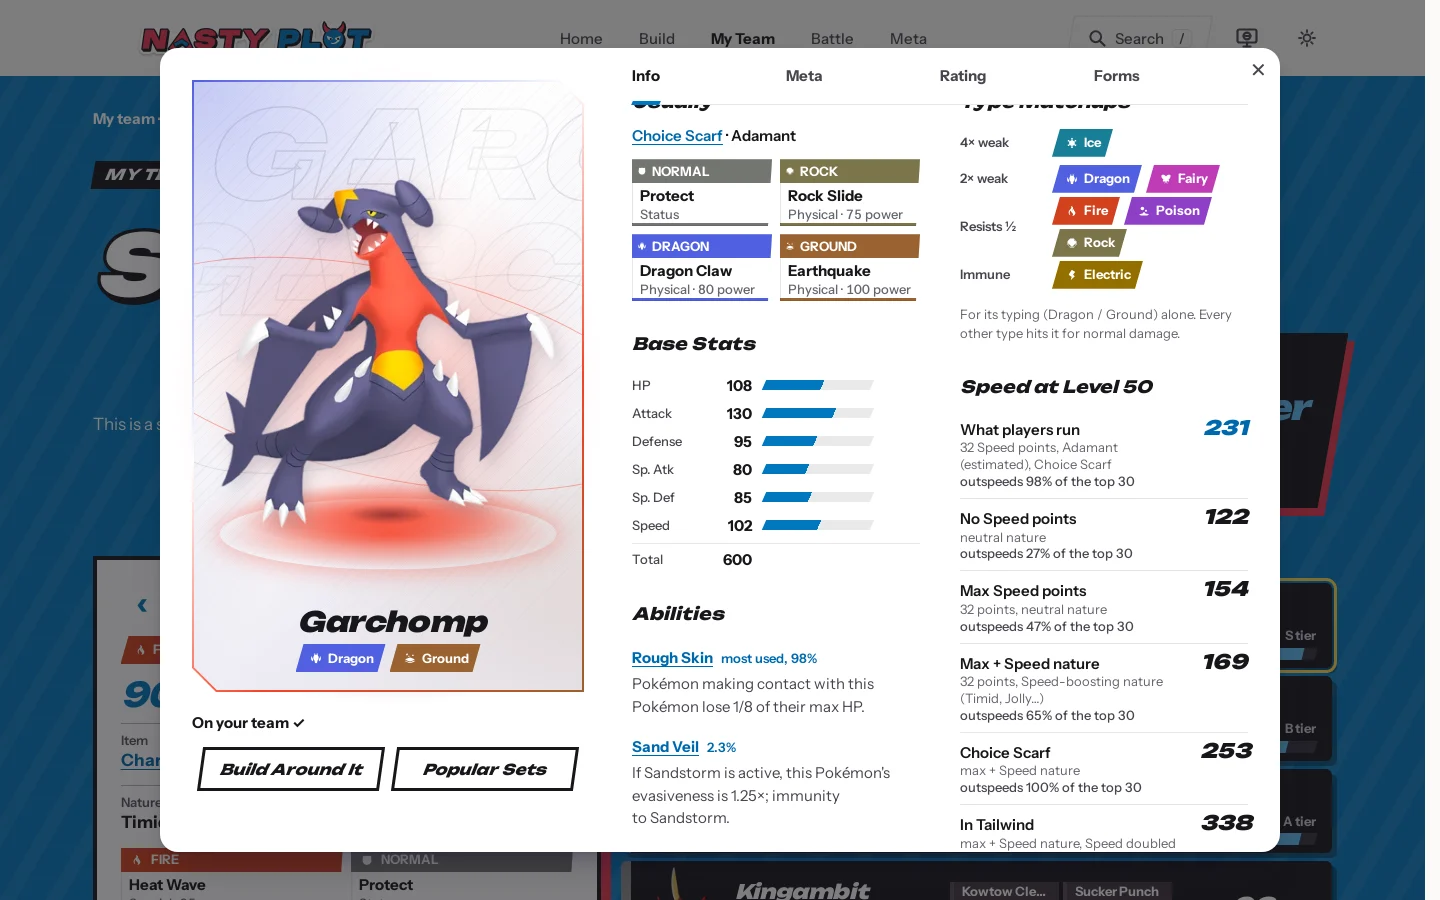 NASTY PLOT
Home
Build
My Team
Battle
Meta
Search /
My team
MY T
S
This is a s
er
Info
Meta
Rating
Forms
Usually
Choice Scarf · Adamant
NORMAL
Protect
Status
ROCK
Rock Slide
Physical · 75 power
DRAGON
Dragon Claw
Physical · 80 power
GROUND
Earthquake
Physical · 100 power
Base Stats
HP 108
Attack 130
Defense 95
Sp. Atk 80
Sp. Def 85
Speed 102
Total 600
Abilities
Rough Skin most used, 98%
Pokémon making contact with this
Pokémon lose 1/8 of their max HP.
Sand Veil 2.3%
If Sandstorm is active, this Pokémon's
evasiveness is 1.25×; immunity
to Sandstorm.
Type Matchups
4× weak Ice
2× weak Dragon Fairy
Resists ½ Fire Poison
Rock
Immune Electric
For its typing (Dragon / Ground) alone. Every
other type hits it for normal damage.
Speed at Level 50
What players run 231
32 Speed points, Adamant
(estimated), Choice Scarf
outspeeds 98% of the top 30
No Speed points 122
neutral nature
outspeeds 27% of the top 30
Max Speed points 154
32 points, neutral nature
outspeeds 47% of the top 30
Max + Speed nature 169
32 points, Speed-boosting nature
(Timid, Jolly...)
outspeeds 65% of the top 30
Choice Scarf 253
max + Speed nature
outspeeds 100% of the top 30
In Tailwind 338
max + Speed nature, Speed doubled
GARC
Garchomp
Dragon Ground
On your team ✓
Build Around It
Popular Sets
F
90
Item
Char
Nature
Timi
FIRE
Heat Wave
NORMAL
Protect
S tier
B tier
A tier
Kingambit
Kowtow Cle...
Sucker Punch